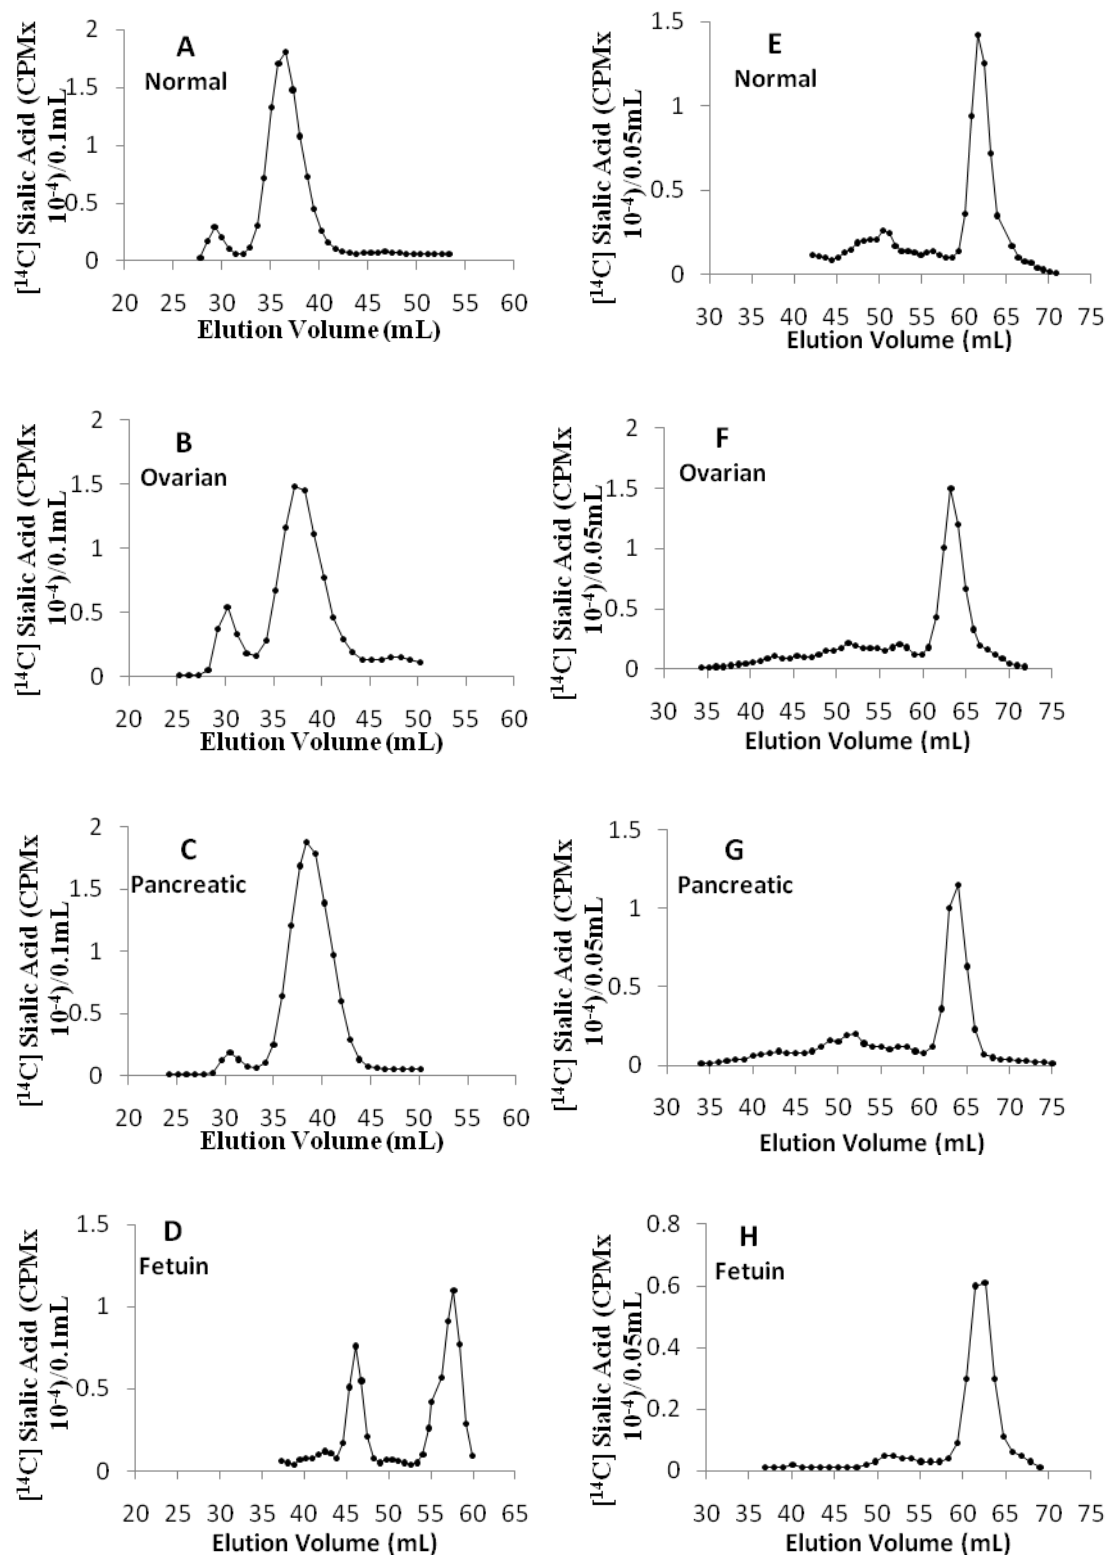 [14C] Sialic Acid (CPMx
10-4)/0.1mL
2
1.5
1
0.5
0
A
Normal
20 25 30 35 40 45 50 55 60
Elution Volume (mL)
[14C] Sialic Acid (CPMx
10-4)/0.05mL
1.5
1
0.5
0
E
Normal
30 35 40 45 50 55 60 65 70 75
Elution Volume (mL)
[14C] Sialic Acid (CPMx
10-4)/0.1mL
2
1.5
1
0.5
0
B
Ovarian
20 25 30 35 40 45 50 55 60
Elution Volume (mL)
[14C] Sialic Acid (CPMx
10-4)/0.05mL
2
1.5
1
0.5
0
F
Ovarian
30 35 40 45 50 55 60 65 70 75
Elution Volume (mL)
[14C] Sialic Acid (CPMx
10-4)/0.1mL
2
1.5
1
0.5
0
C
Pancreatic
20 25 30 35 40 45 50 55 60
Elution Volume (mL)
[14C] Sialic Acid (CPMx
10-4)/0.05mL
1.5
1
0.5
0
G
Pancreatic
30 35 40 45 50 55 60 65 70 75
Elution Volume (mL)
[14C] Sialic Acid (CPMx
10-4)/0.1mL
1.5
1
0.5
0
D
Fetuin
20 25 30 35 40 45 50 55 60 65
Elution Volume (mL)
[14C] Sialic Acid (CPMx
10-4)/0.05mL
0.8
0.6
0.4
0.2
0
H
Fetuin
30 35 40 45 50 55 60 65 70 75
Elution Volume (mL)